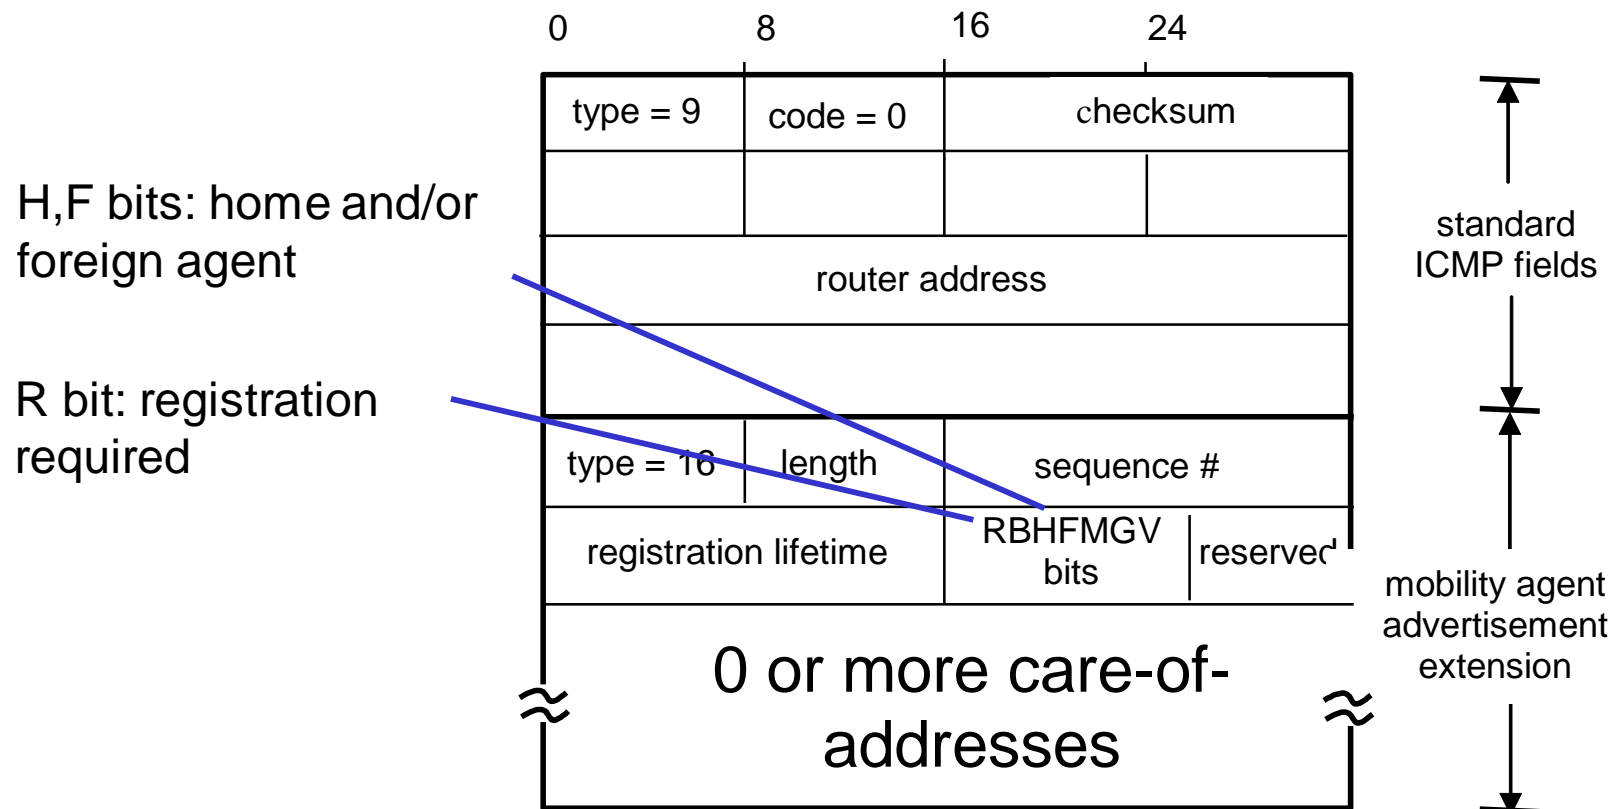 0 8 16 24
type = 9 code = 0 checksum
H,F bits: home and/or
foreign agent
router address
standard
ICMP fields
R bit: registration
required
type = 16 length sequence #
registration lifetime
RBHFMGV
bits
reserved
mobility agent
advertisement
extension
0 or more care-of-
addresses